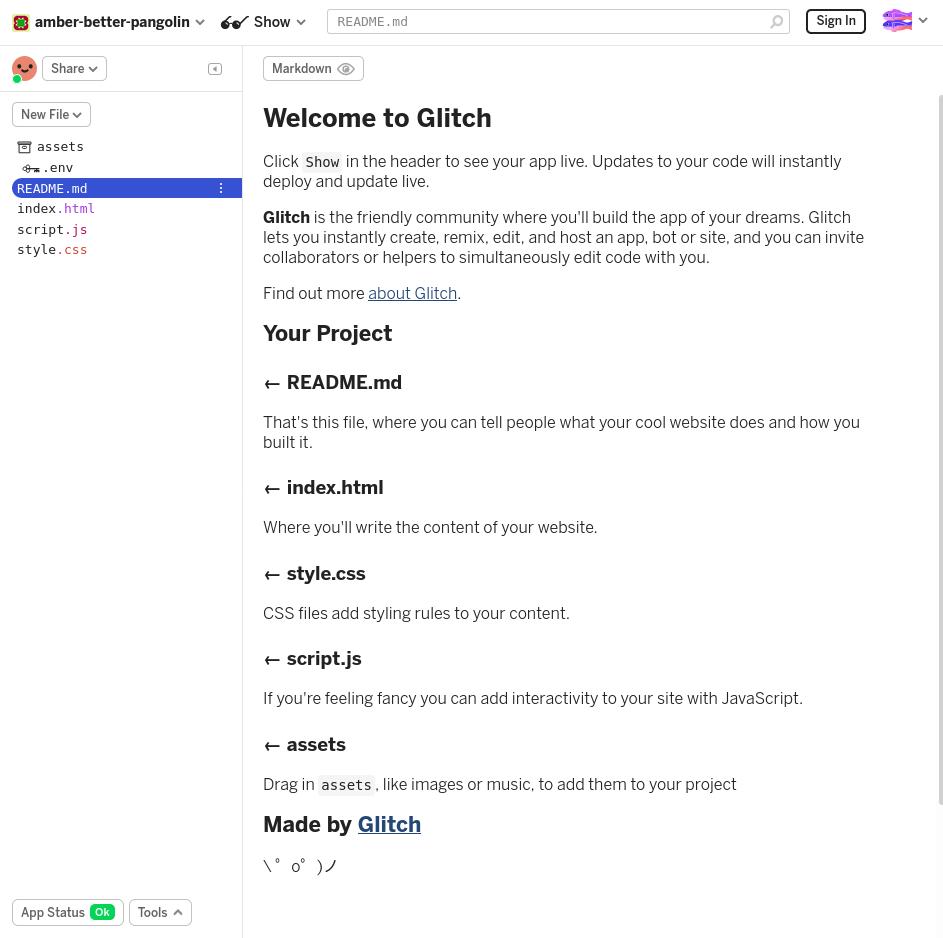 amber-better-pangolin Show README.md Sign In
Share Markdown
New File
assets
.env
README.md
index.html
script.js
style.css
Welcome to Glitch
Click Show in the header to see your app live. Updates to your code will instantly
deploy and update live.
Glitch is the friendly community where you'll build the app of your dreams. Glitch
lets you instantly create, remix, edit, and host an app, bot or site, and you can invite
collaborators or helpers to simultaneously edit code with you.
Find out more about Glitch.
Your Project
← README.md
That's this file, where you can tell people what your cool website does and how you
built it.
← index.html
Where you'll write the content of your website.
← style.css
CSS files add styling rules to your content.
← script.js
If you're feeling fancy you can add interactivity to your site with JavaScript.
← assets
Drag in assets, like images or music, to add them to your project
Made by Glitch
\ ゜o゜)ノ
App Status Ok Tools